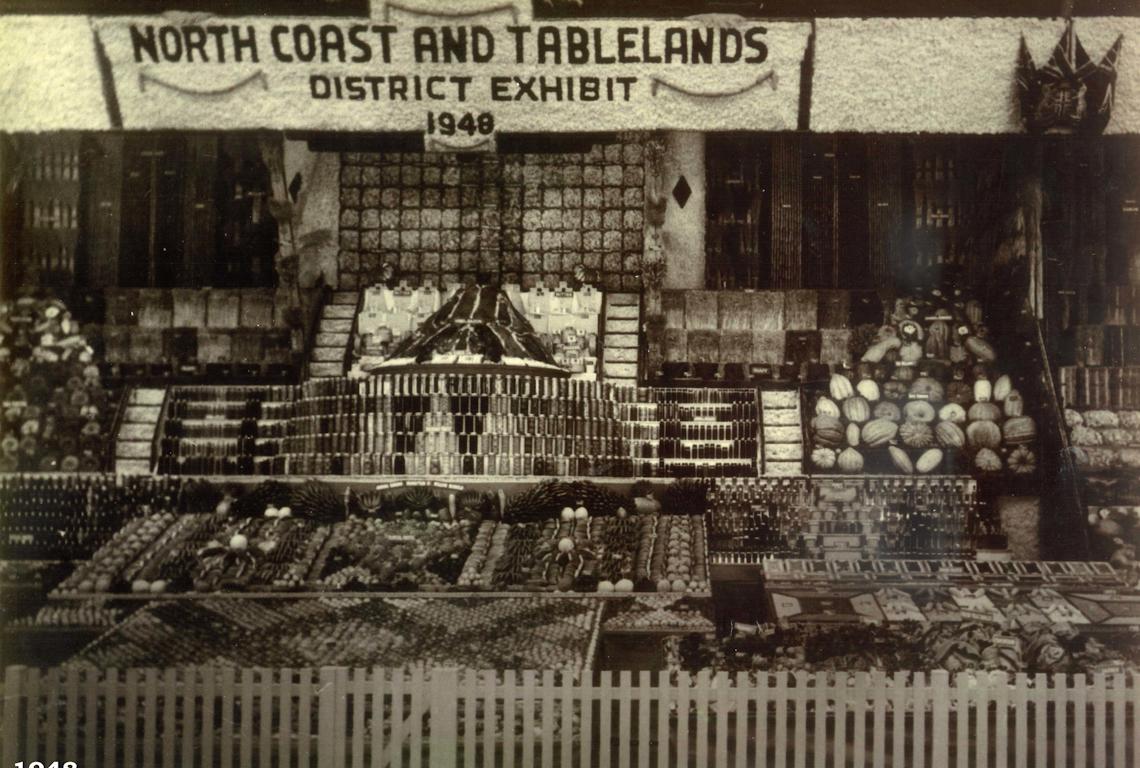 NORTH COAST AND TABLELANDS
DISTRICT EXHIBIT
1948
1948